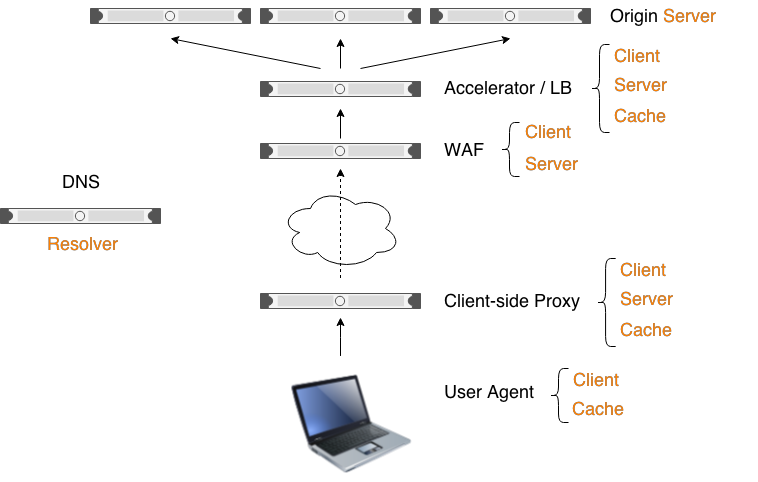 Origin Server
Accelerator / LB
Client
Server
Cache
WAF
Client
Server
DNS
Resolver
Client-side Proxy
Client
Server
Cache
User Agent
Client
Cache